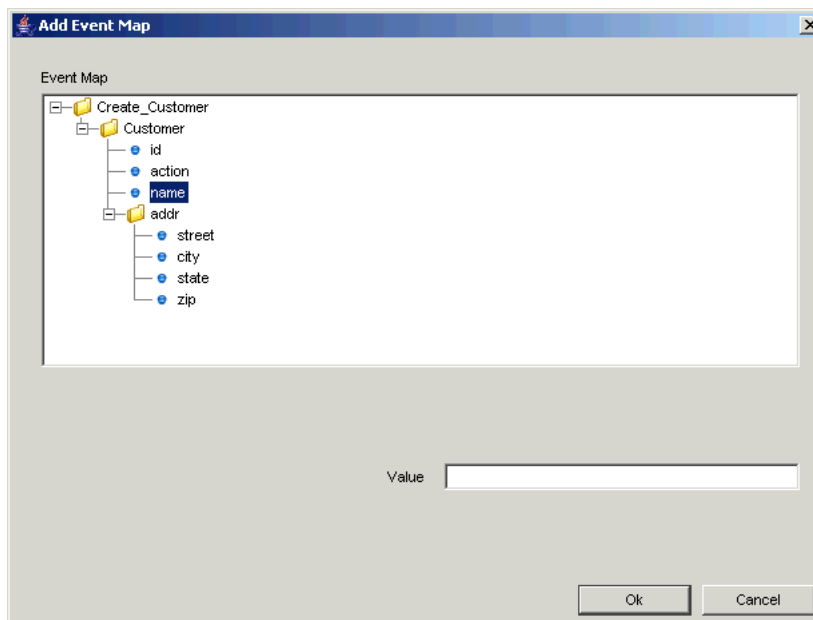 Add Event Map
Event Map
Create_Customer
Customer
id
action
name
addr
street
city
state
zip
Value
Ok
Cancel